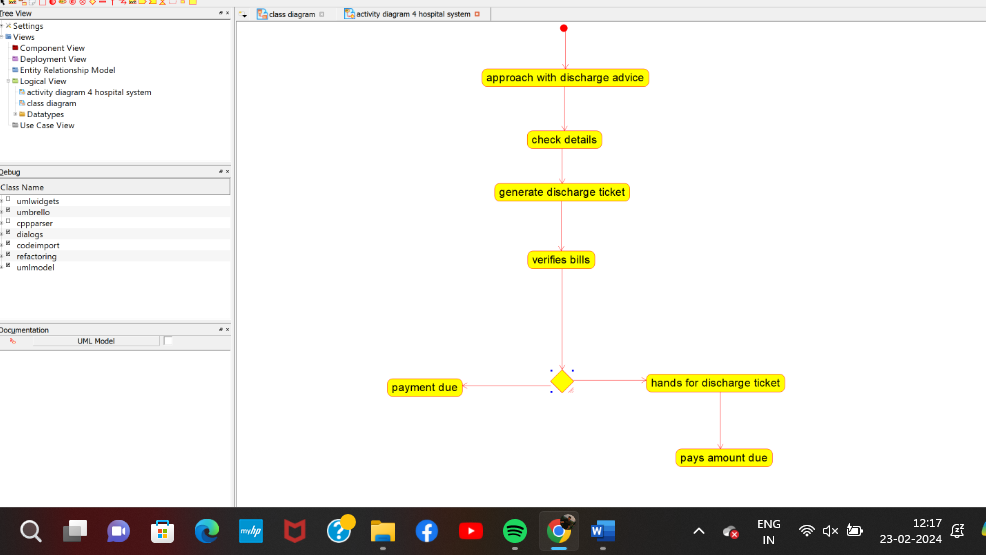 Tree View
class diagram
activity diagram 4 hospital system
Settings
Views
Component View
Deployment View
Entity Relationship Model
Logical View
activity diagram 4 hospital system
class diagram
Datatypes
Use Case View
Debug
Class Name
umlwidgets
umbrello
cppparser
dialogs
codeimport
refactoring
umlmodel
Documentation
UML Model
approach with discharge advice
check details
generate discharge ticket
verifies bills
payment due
hands for discharge ticket
pays amount due
myhp
W
ENG
IN
12:17
23-02-2024